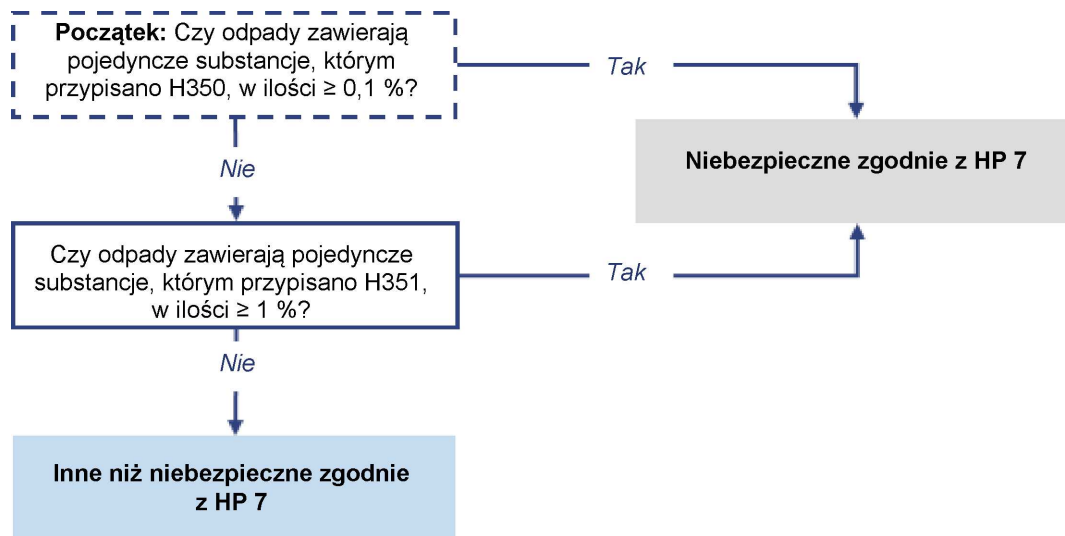 Początek: Czy odpady zawierają
pojedyncze substancje, którym
przypisano H350, w ilości ≥ 0,1 %?
Tak
Niebezpieczne zgodnie z HP 7
Nie
Czy odpady zawierają pojedyncze
substancje, którym przypisano H351,
w ilości ≥ 1 %?
Tak
Nie
Inne niż niebezpieczne zgodnie
z HP 7